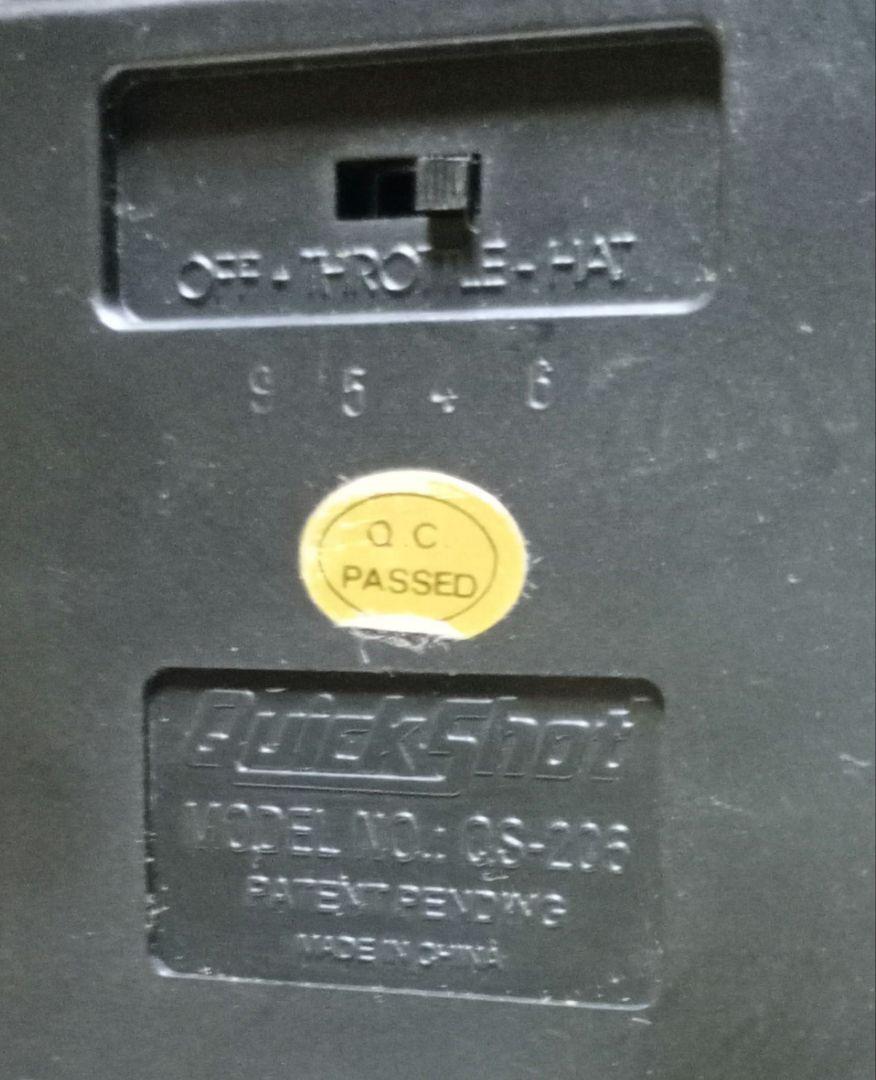 OFF - THROTTLE - HAT
9 5 4 6
Q.C.
PASSED
QuickShot
MODEL NO.: QS-206
PATENT PENDING
MADE IN CHINA